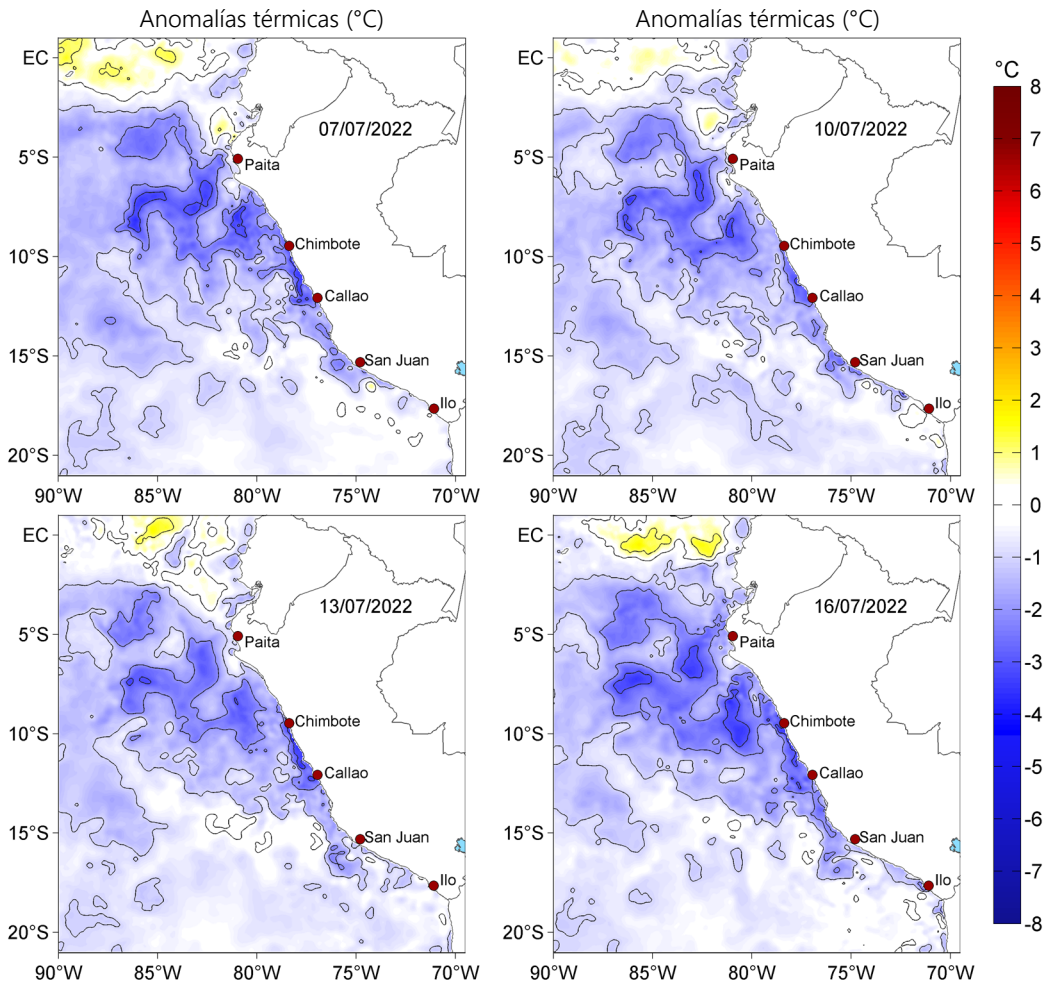 Anomalías térmicas (°C)
Anomalías térmicas (°C)
EC
5°S
10°S
15°S
20°S
90°W
85°W
80°W
75°W
70°W
07/07/2022
Paita
Chimbote
Callao
San Juan
Ilo
EC
5°S
10°S
15°S
20°S
90°W
85°W
80°W
75°W
70°W
10/07/2022
Paita
Chimbote
Callao
San Juan
Ilo
EC
5°S
10°S
15°S
20°S
90°W
85°W
80°W
75°W
70°W
13/07/2022
Paita
Chimbote
Callao
San Juan
Ilo
EC
5°S
10°S
15°S
20°S
90°W
85°W
80°W
75°W
70°W
16/07/2022
Paita
Chimbote
Callao
San Juan
Ilo
°C
8
7
6
5
4
3
2
1
0
-1
-2
-3
-4
-5
-6
-7
-8